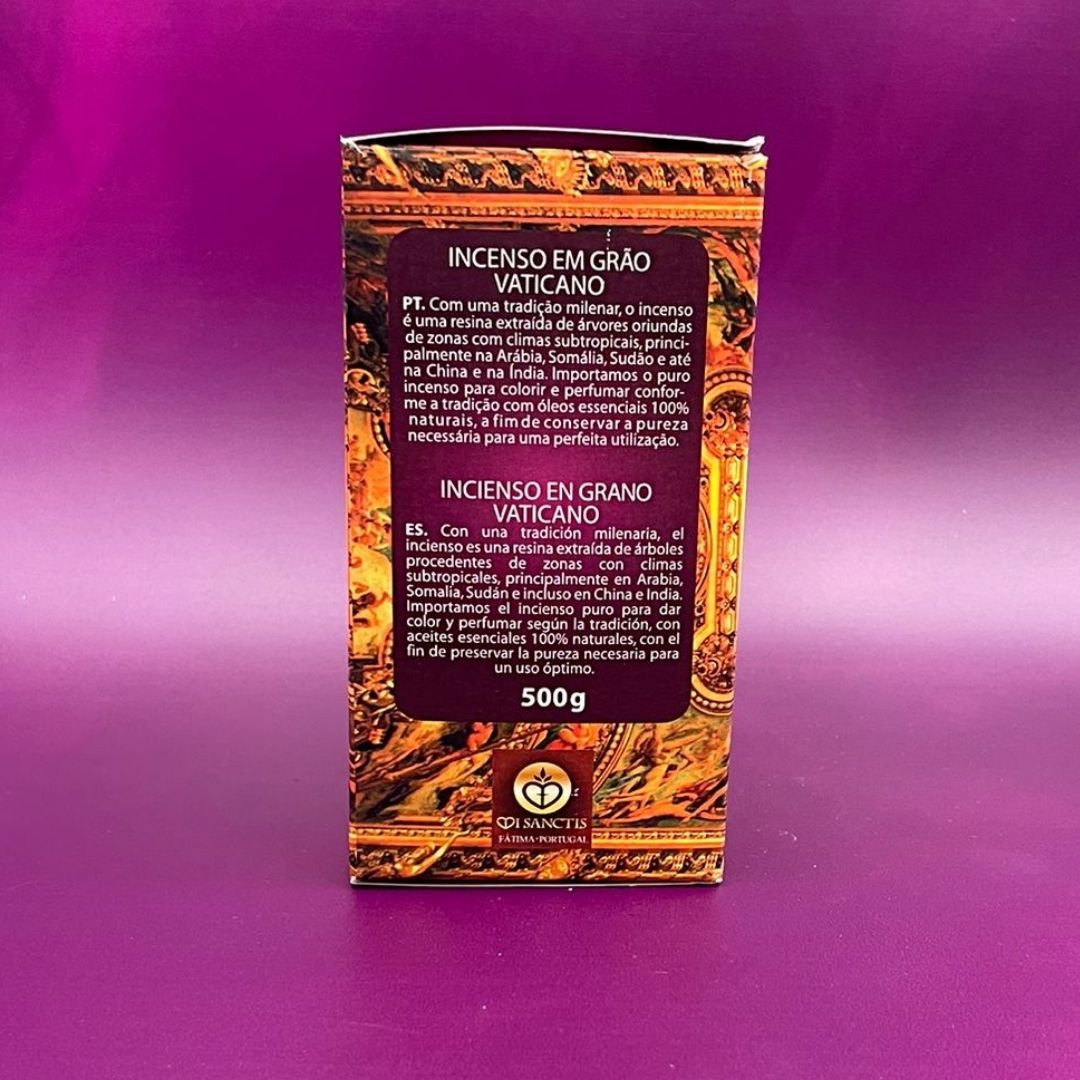 INCENSO EM GRÃO
VATICANO
PT. Com uma tradição milenar, o incenso
é uma resina extraída de árvores oriundas
de zonas com climas subtropicais, princi-
palmente na Arábia, Somália, Sudão e até
na China e na Índia. Importamos o puro
incenso para colorir e perfumar confor-
me a tradição com óleos essenciais 100%
naturais, a fim de conservar a pureza
necessária para uma perfeita utilização.
INCIENSO EN GRANO
VATICANO
ES. Con una tradición milenaria, el
incienso es una resina extraída de árboles
procedentes de zonas con climas
subtropicales, principalmente en Arabia,
Somalia, Sudán e incluso en China e India.
Importamos el incienso puro para dar
color y perfumar según la tradición, con
aceites esenciales 100% naturales, con el
fin de preservar la pureza necesaria para
un uso óptimo.
500g
MI SANCTIS
FÁTIMA•PORTUGAL